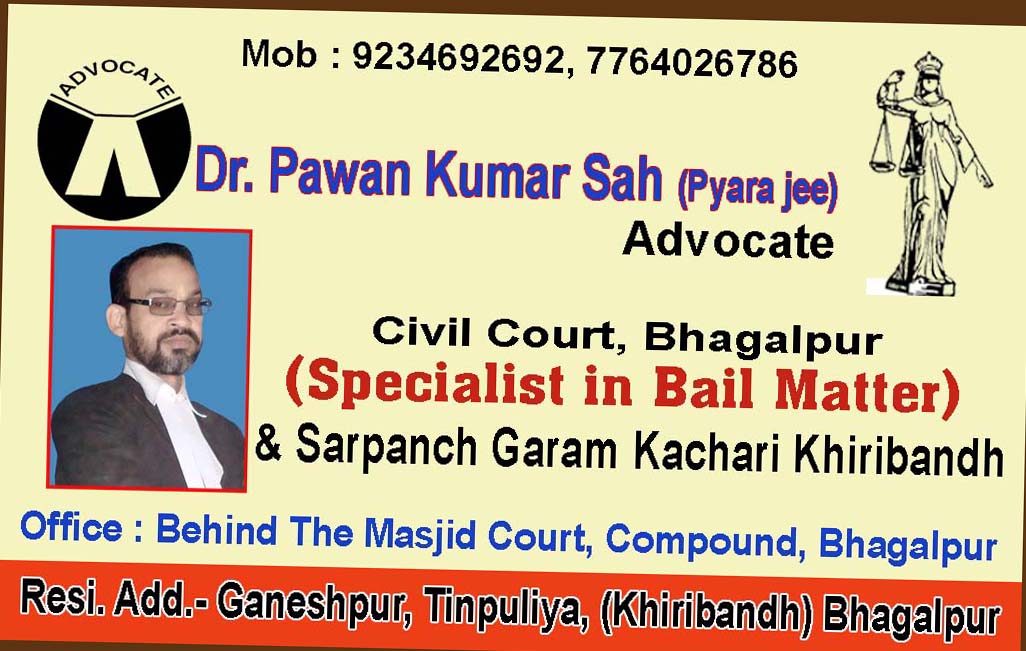 Mob : 9234692692, 7764026786
ADVOCATE
Dr. Pawan Kumar Sah (Pyara jee)
Advocate
Civil Court, Bhagalpur
(Specialist in Bail Matter)
& Sarpanch Garam Kachari Khiribandh
Office : Behind The Masjid Court, Compound, Bhagalpur
Resi. Add.- Ganeshpur, Tinpuliya, (Khiribandh) Bhagalpur